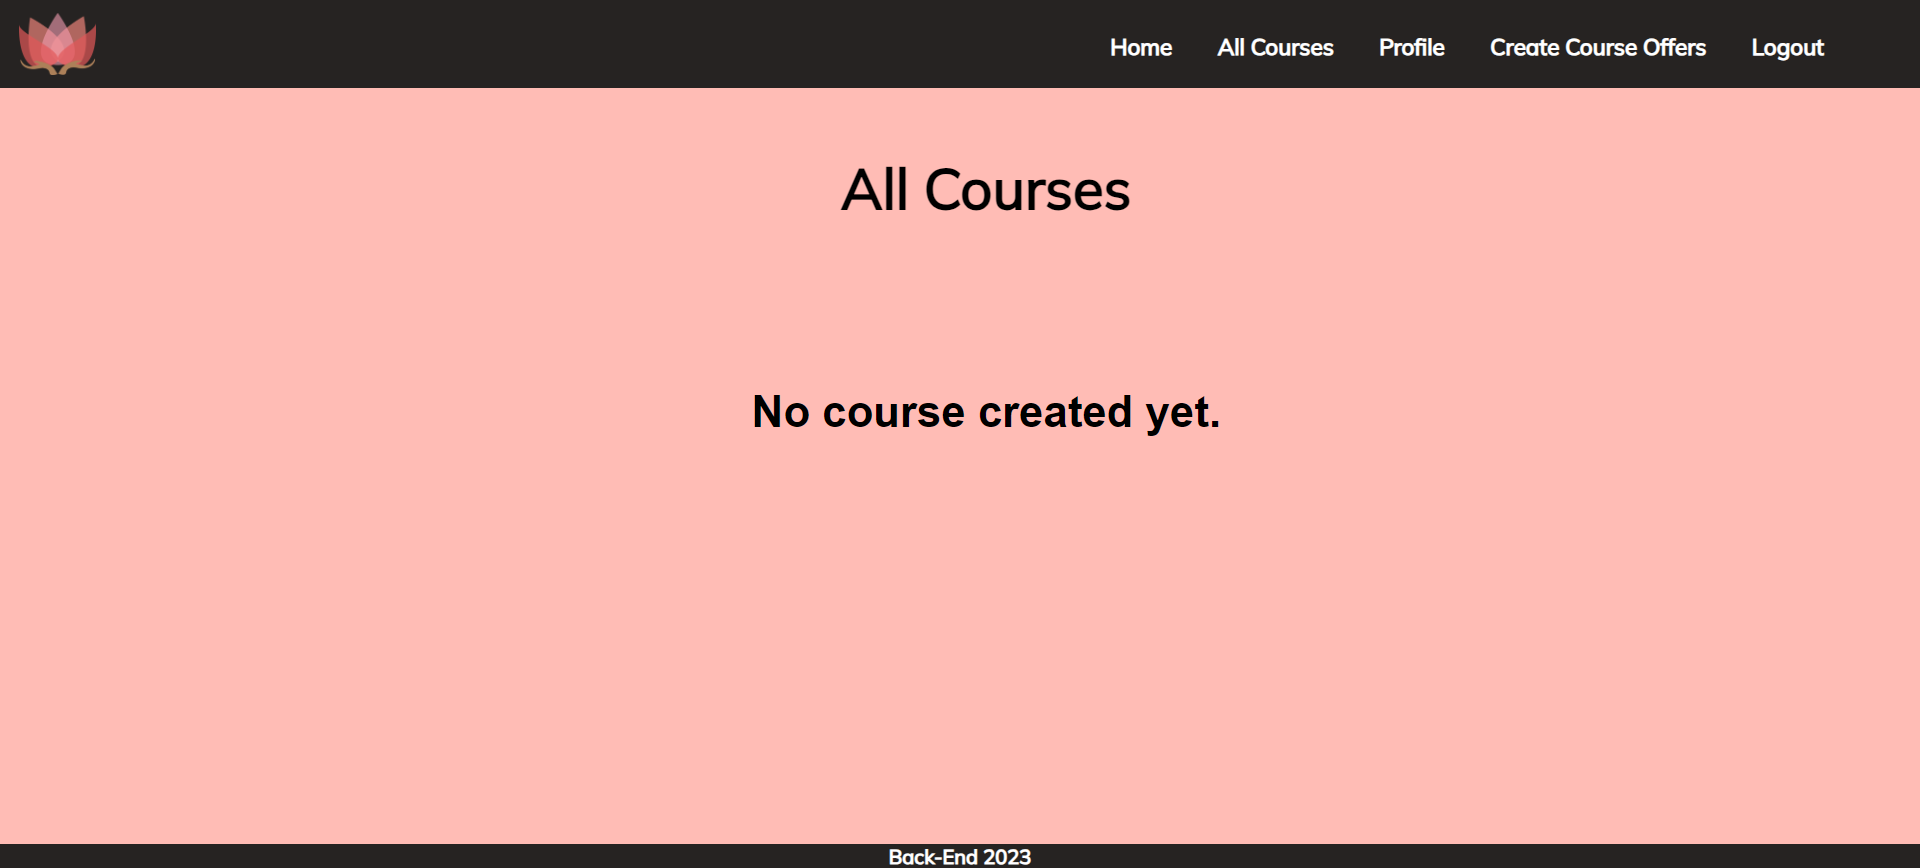 Home All Courses Profile Create Course Offers Logout
All Courses
No course created yet.
Back-End 2023